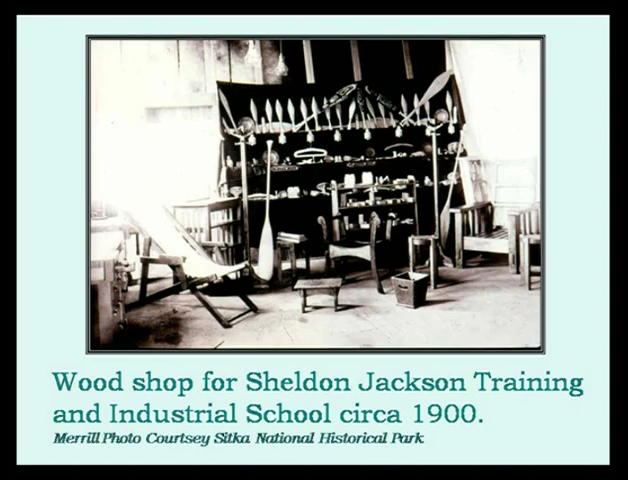 Wood shop for Sheldon Jackson Training
and Industrial School circa 1900.
Merrill Photo Courtsey Sitka National Historical Park